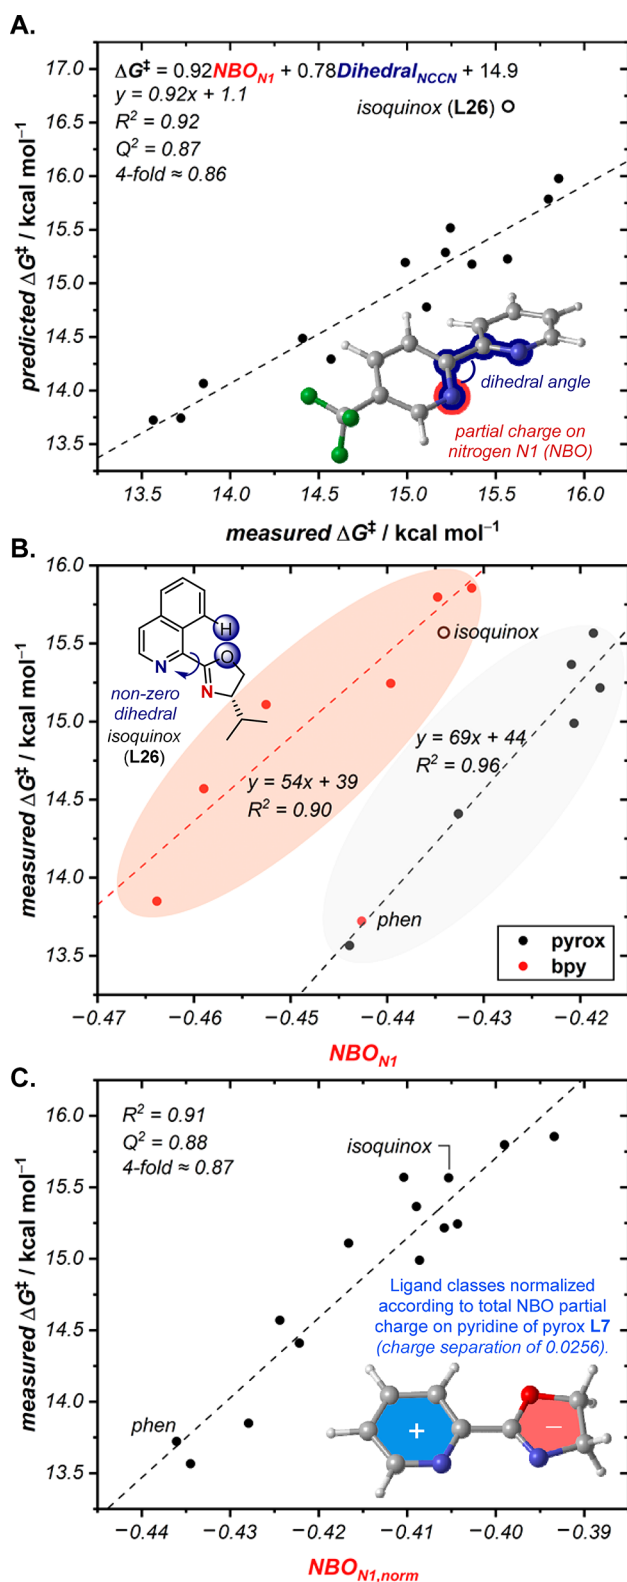 A.
ΔG‡ = 0.92NBO_N1 + 0.78Dihedral_NCCN + 14.9
y = 0.92x + 1.1
R² = 0.92
Q² = 0.87
4-fold ≈ 0.86
isoquinox (L26)
17.0
16.5
16.0
15.5
15.0
14.5
14.0
13.5
predicted ΔG‡ / kcal mol⁻¹
dihedral angle
partial charge on
nitrogen N1 (NBO)
13.5 14.0 14.5 15.0 15.5 16.0
measured ΔG‡ / kcal mol⁻¹
B.
16.0
15.5
15.0
14.5
14.0
13.5
measured ΔG‡ / kcal mol⁻¹
H
O
N
N
non-zero
dihedral
isoquinox
(L26)
isoquinox
y = 69x + 44
R² = 0.96
y = 54x + 39
R² = 0.90
phen
pyrox
bpy
−0.47 −0.46 −0.45 −0.44 −0.43 −0.42
NBO_N1
C.
R² = 0.91
Q² = 0.88
4-fold ≈ 0.87
isoquinox
16.0
15.5
15.0
14.5
14.0
13.5
measured ΔG‡ / kcal mol⁻¹
Ligand classes normalized
according to total NBO partial
charge on pyridine of pyrox L7
(charge separation of 0.0256).
phen
+
−
−0.44 −0.43 −0.42 −0.41 −0.40 −0.39
NBO_N1,norm